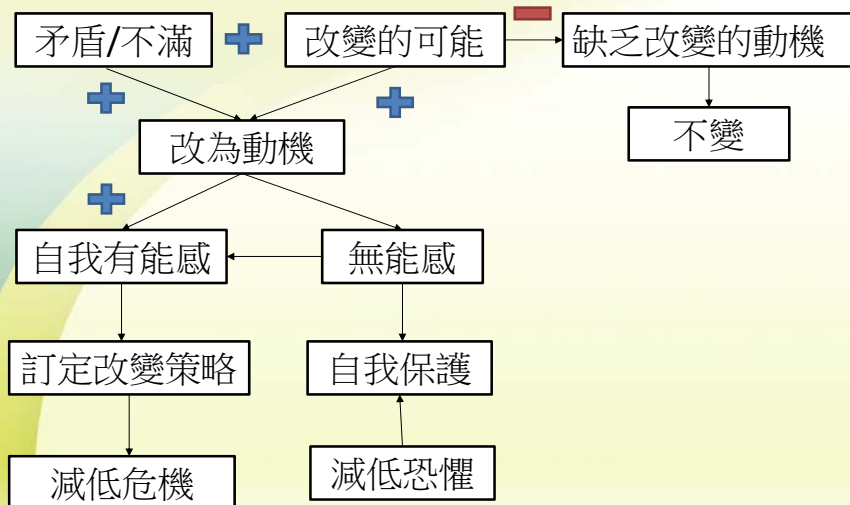 矛盾/不滿
改變的可能
缺乏改變的動機
不變
改為動機
自我有能感
無能感
訂定改變策略
自我保護
減低危機
減低恐懼